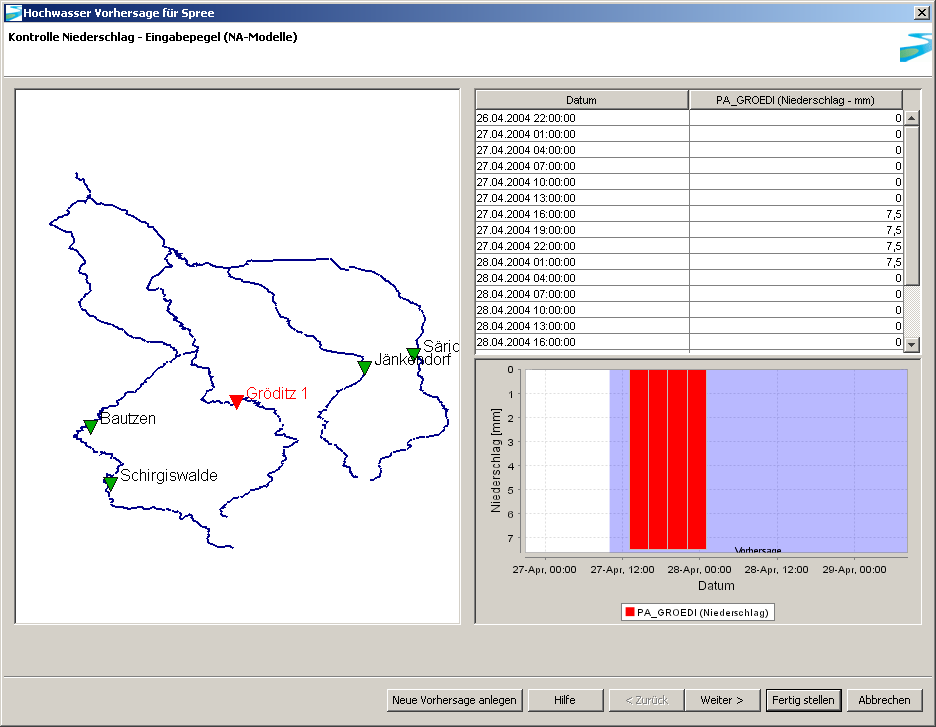 Hochwasser Vorhersage für Spree
Kontrolle Niederschlag - Eingabepegel (NA-Modelle)
Säric
Jänkendorf
Gröditz 1
Bautzen
Schirgiswalde
Datum PA_GROEDI (Niederschlag - mm)
26.04.2004 22:00:00 0
27.04.2004 01:00:00 0
27.04.2004 04:00:00 0
27.04.2004 07:00:00 0
27.04.2004 10:00:00 0
27.04.2004 13:00:00 0
27.04.2004 16:00:00 7,5
27.04.2004 19:00:00 7,5
27.04.2004 22:00:00 7,5
28.04.2004 01:00:00 7,5
28.04.2004 04:00:00 0
28.04.2004 07:00:00 0
28.04.2004 10:00:00 0
28.04.2004 13:00:00 0
28.04.2004 16:00:00 0
Niederschlag [mm]
0
1
2
3
4
5
6
7
Vorhersage
27-Apr, 00:00 27-Apr, 12:00 28-Apr, 00:00 28-Apr, 12:00 29-Apr, 00:00
Datum
PA_GROEDI (Niederschlag)
Neue Vorhersage anlegen Hilfe < Zurück Weiter > Fertig stellen Abbrechen